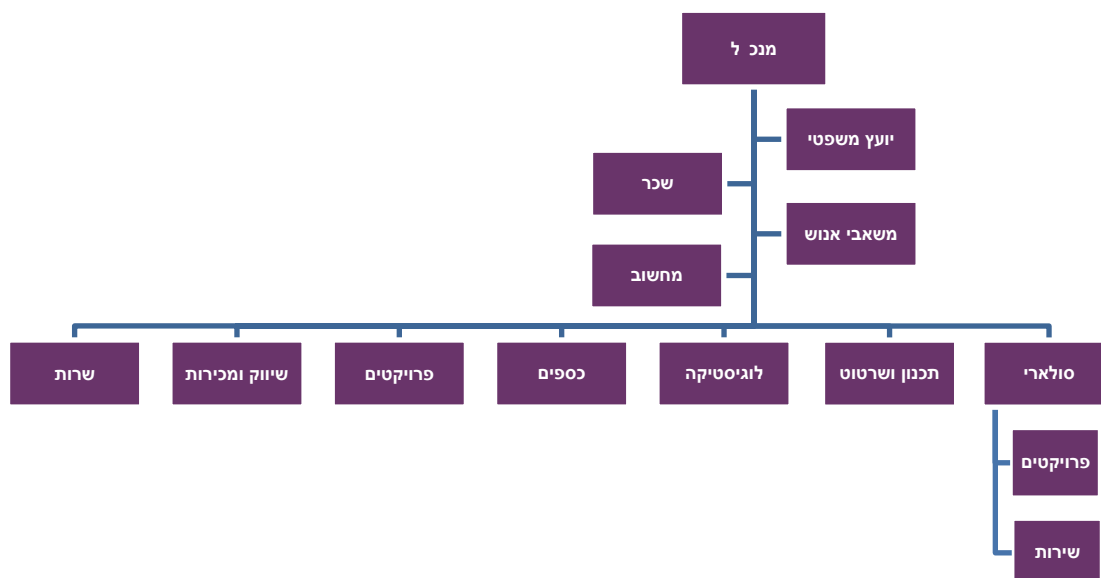 מנכ ל
יועץ משפטי
שכר
משאבי אנוש
מחשוב
סולארי
תכנון ושרטוט
לוגיסטיקה
כספים
פרויקטים
שיווק ומכירות
שרות
פרויקטים
שירות